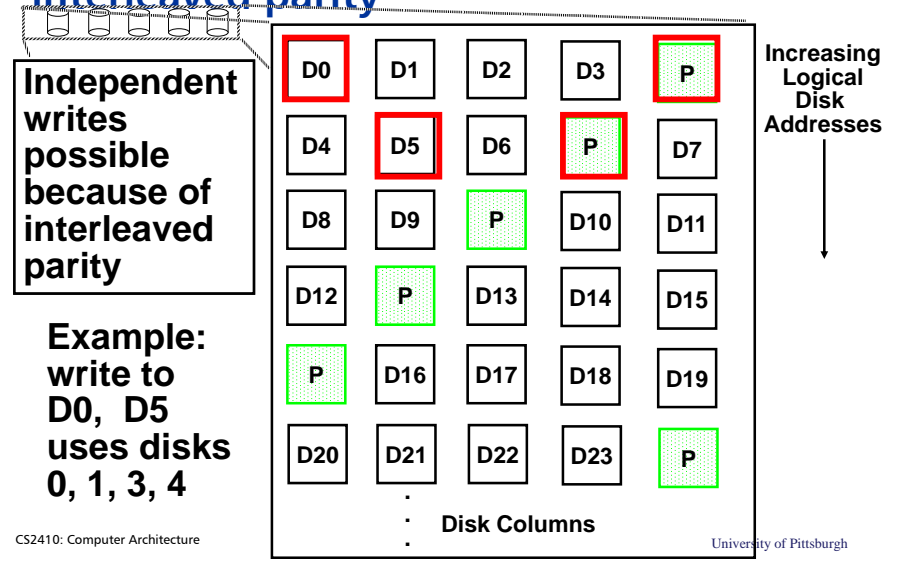 interleaved parity
Independent
writes
possible
because of
interleaved
parity
Example:
write to
D0, D5
uses disks
0, 1, 3, 4
D0 D1 D2 D3 P
D4 D5 D6 P D7
D8 D9 P D10 D11
D12 P D13 D14 D15
P D16 D17 D18 D19
D20 D21 D22 D23 P
.
.
.
Disk Columns
Increasing
Logical
Disk
Addresses
CS2410: Computer Architecture
University of Pittsburgh